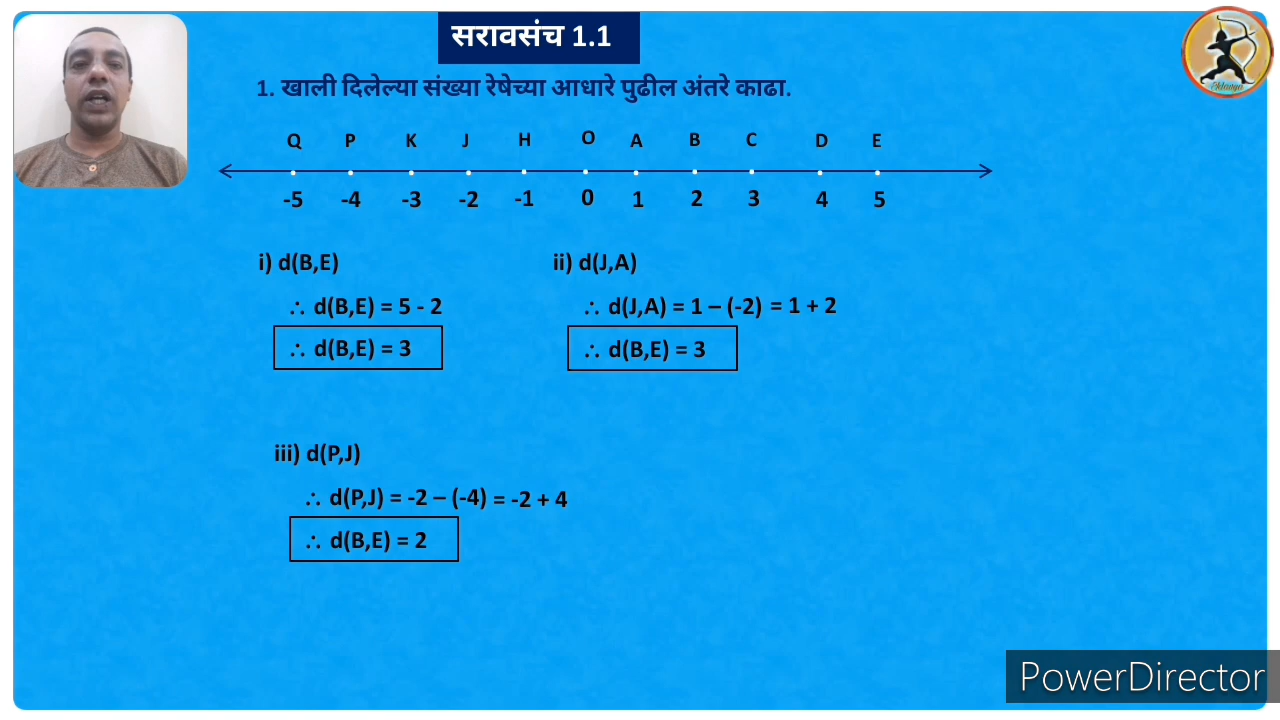 सरावसंच 1.1
1. खाली दिलेल्या संख्या रेषेच्या आधारे पुढील अंतरे काढा.
Q P K J H O A B C D E
-5 -4 -3 -2 -1 0 1 2 3 4 5
i) d(B,E)
∴ d(B,E) = 5 - 2
∴ d(B,E) = 3
ii) d(J,A)
∴ d(J,A) = 1 – (-2) = 1 + 2
∴ d(B,E) = 3
iii) d(P,J)
∴ d(P,J) = -2 – (-4) = -2 + 4
∴ d(B,E) = 2
PowerDirector